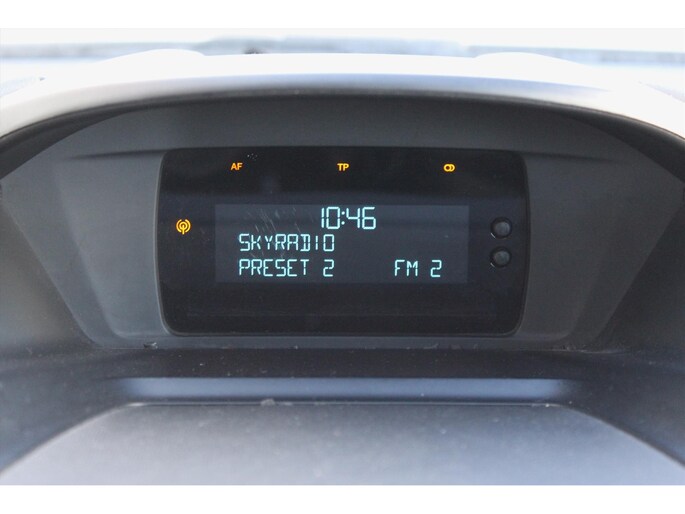 AF TP
10:46
SKYRADIO
PRESET 2 FM 2